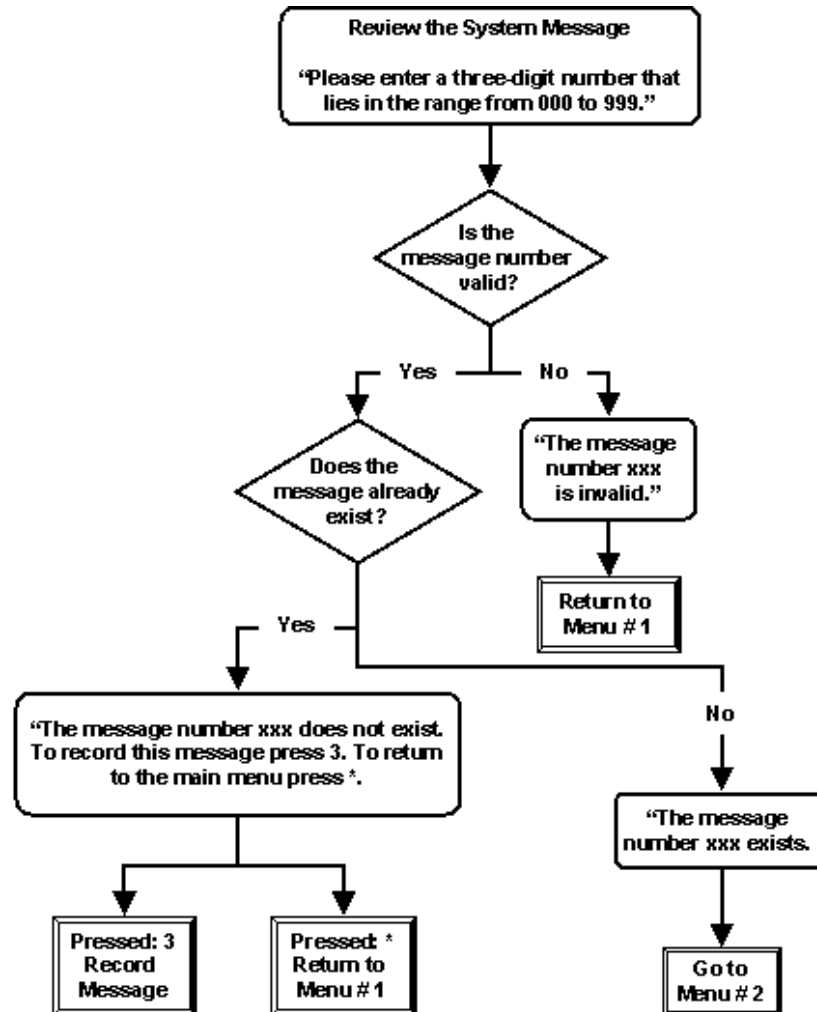 Review the System Message
“Please enter a three-digit number that
lies in the range from 000 to 999.”
Is the
message number
valid?
Yes
No
Does the
message already
exist?
“The message
number xxx
is invalid.”
Return to
Menu # 1
Yes
No
“The message number xxx does not exist.
To record this message press 3. To return
to the main menu press *.
“The message
number xxx exists.
Pressed: 3
Record
Message
Pressed: *
Return to
Menu # 1
Go to
Menu # 2